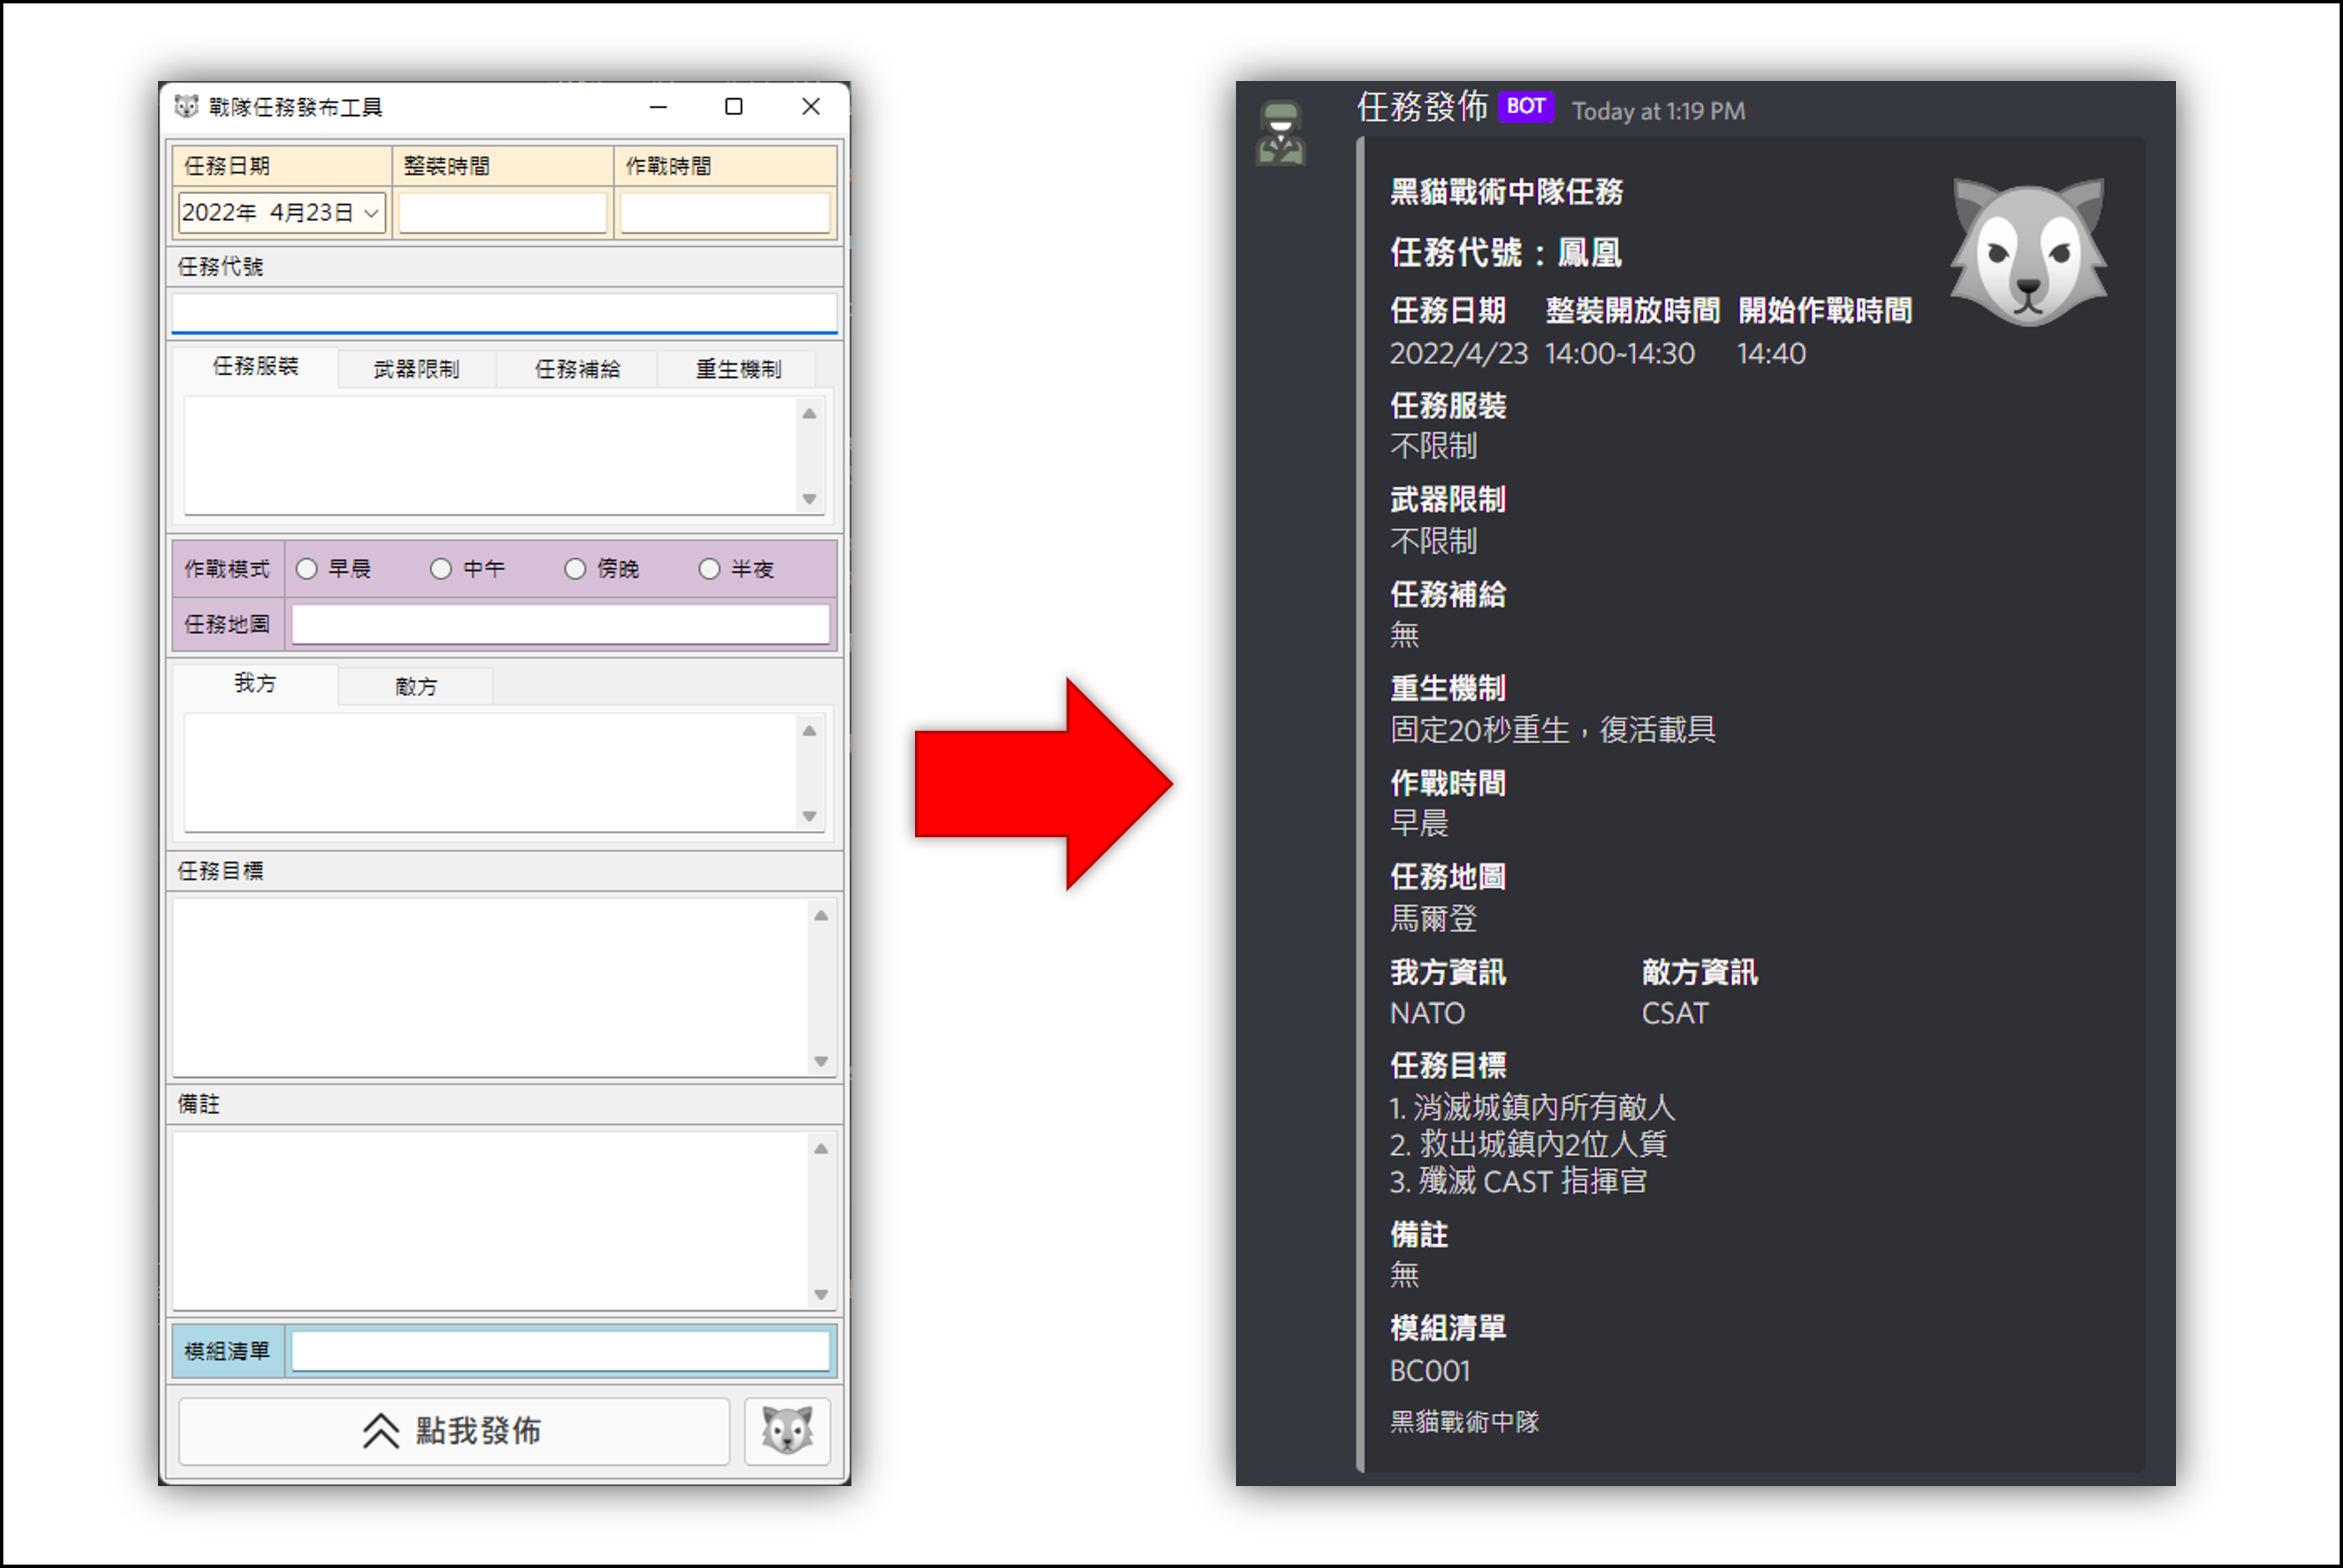 戰隊任務發布工具
任務日期 整裝時間 作戰時間
2022年 4月23日
任務代號
任務服裝 武器限制 任務補給 重生機制
作戰模式 早晨 中午 傍晚 半夜
任務地圖
我方 敵方
任務目標
備註
模組清單
點我發佈
任務發佈 BOT Today at 1:19 PM
黑貓戰術中隊任務
任務代號：鳳凰
任務日期 整裝開放時間 開始作戰時間
2022/4/23 14:00~14:30 14:40
任務服裝
不限制
武器限制
不限制
任務補給
無
重生機制
固定20秒重生，復活載具
作戰時間
早晨
任務地圖
馬爾登
我方資訊 敵方資訊
NATO CSAT
任務目標
1. 消滅城鎮內所有敵人
2. 救出城鎮內2位人質
3. 殲滅 CAST 指揮官
備註
無
模組清單
BC001
黑貓戰術中隊